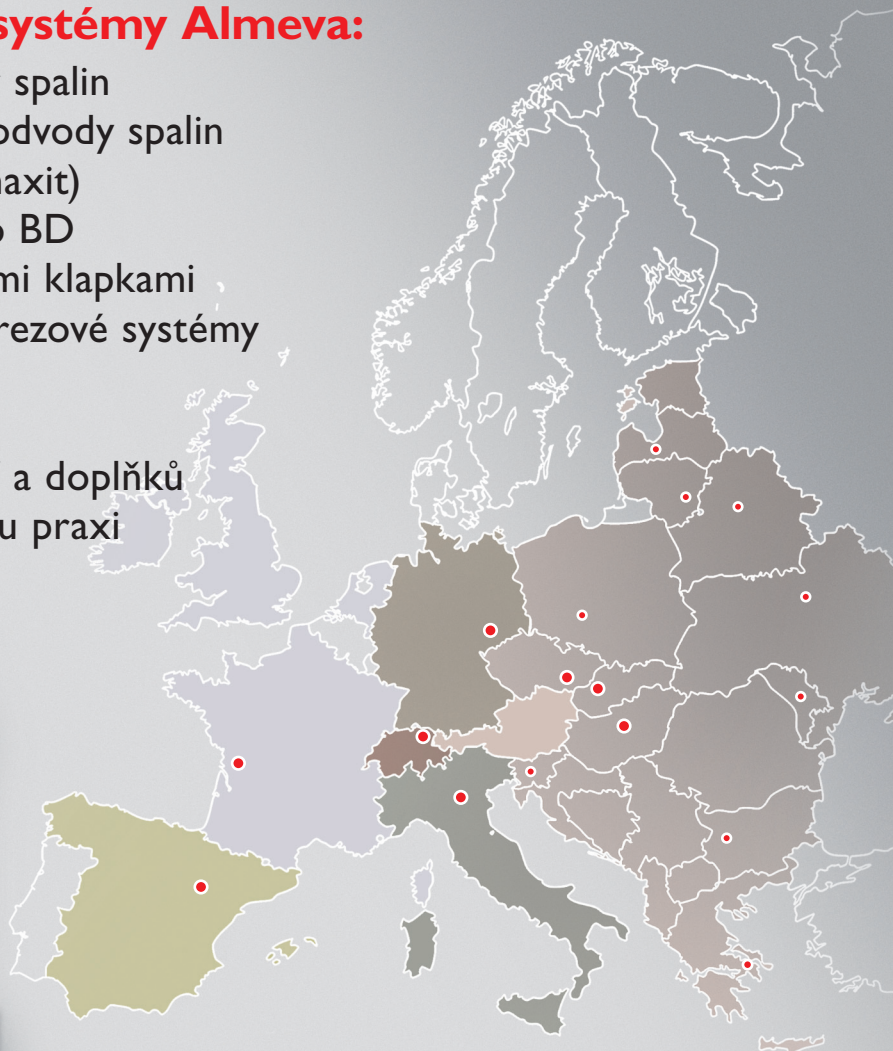 systémy Almeva:
spalin
odvody spalin
axit)
BD
mi klapkami
rezové systémy
a doplňků
u praxi